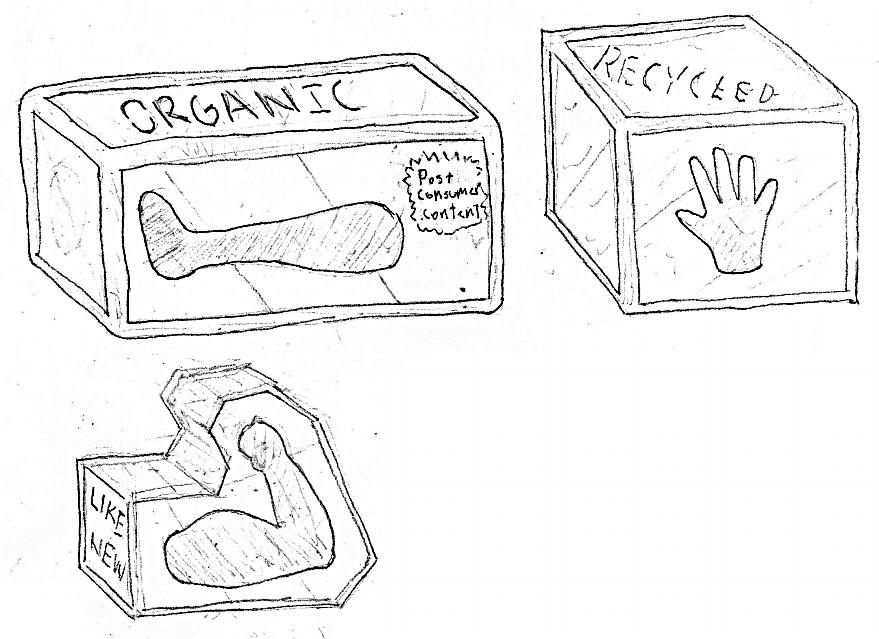 ORGANIC
Post
Consumer
Content
RECYCLED
LIKE
NEW